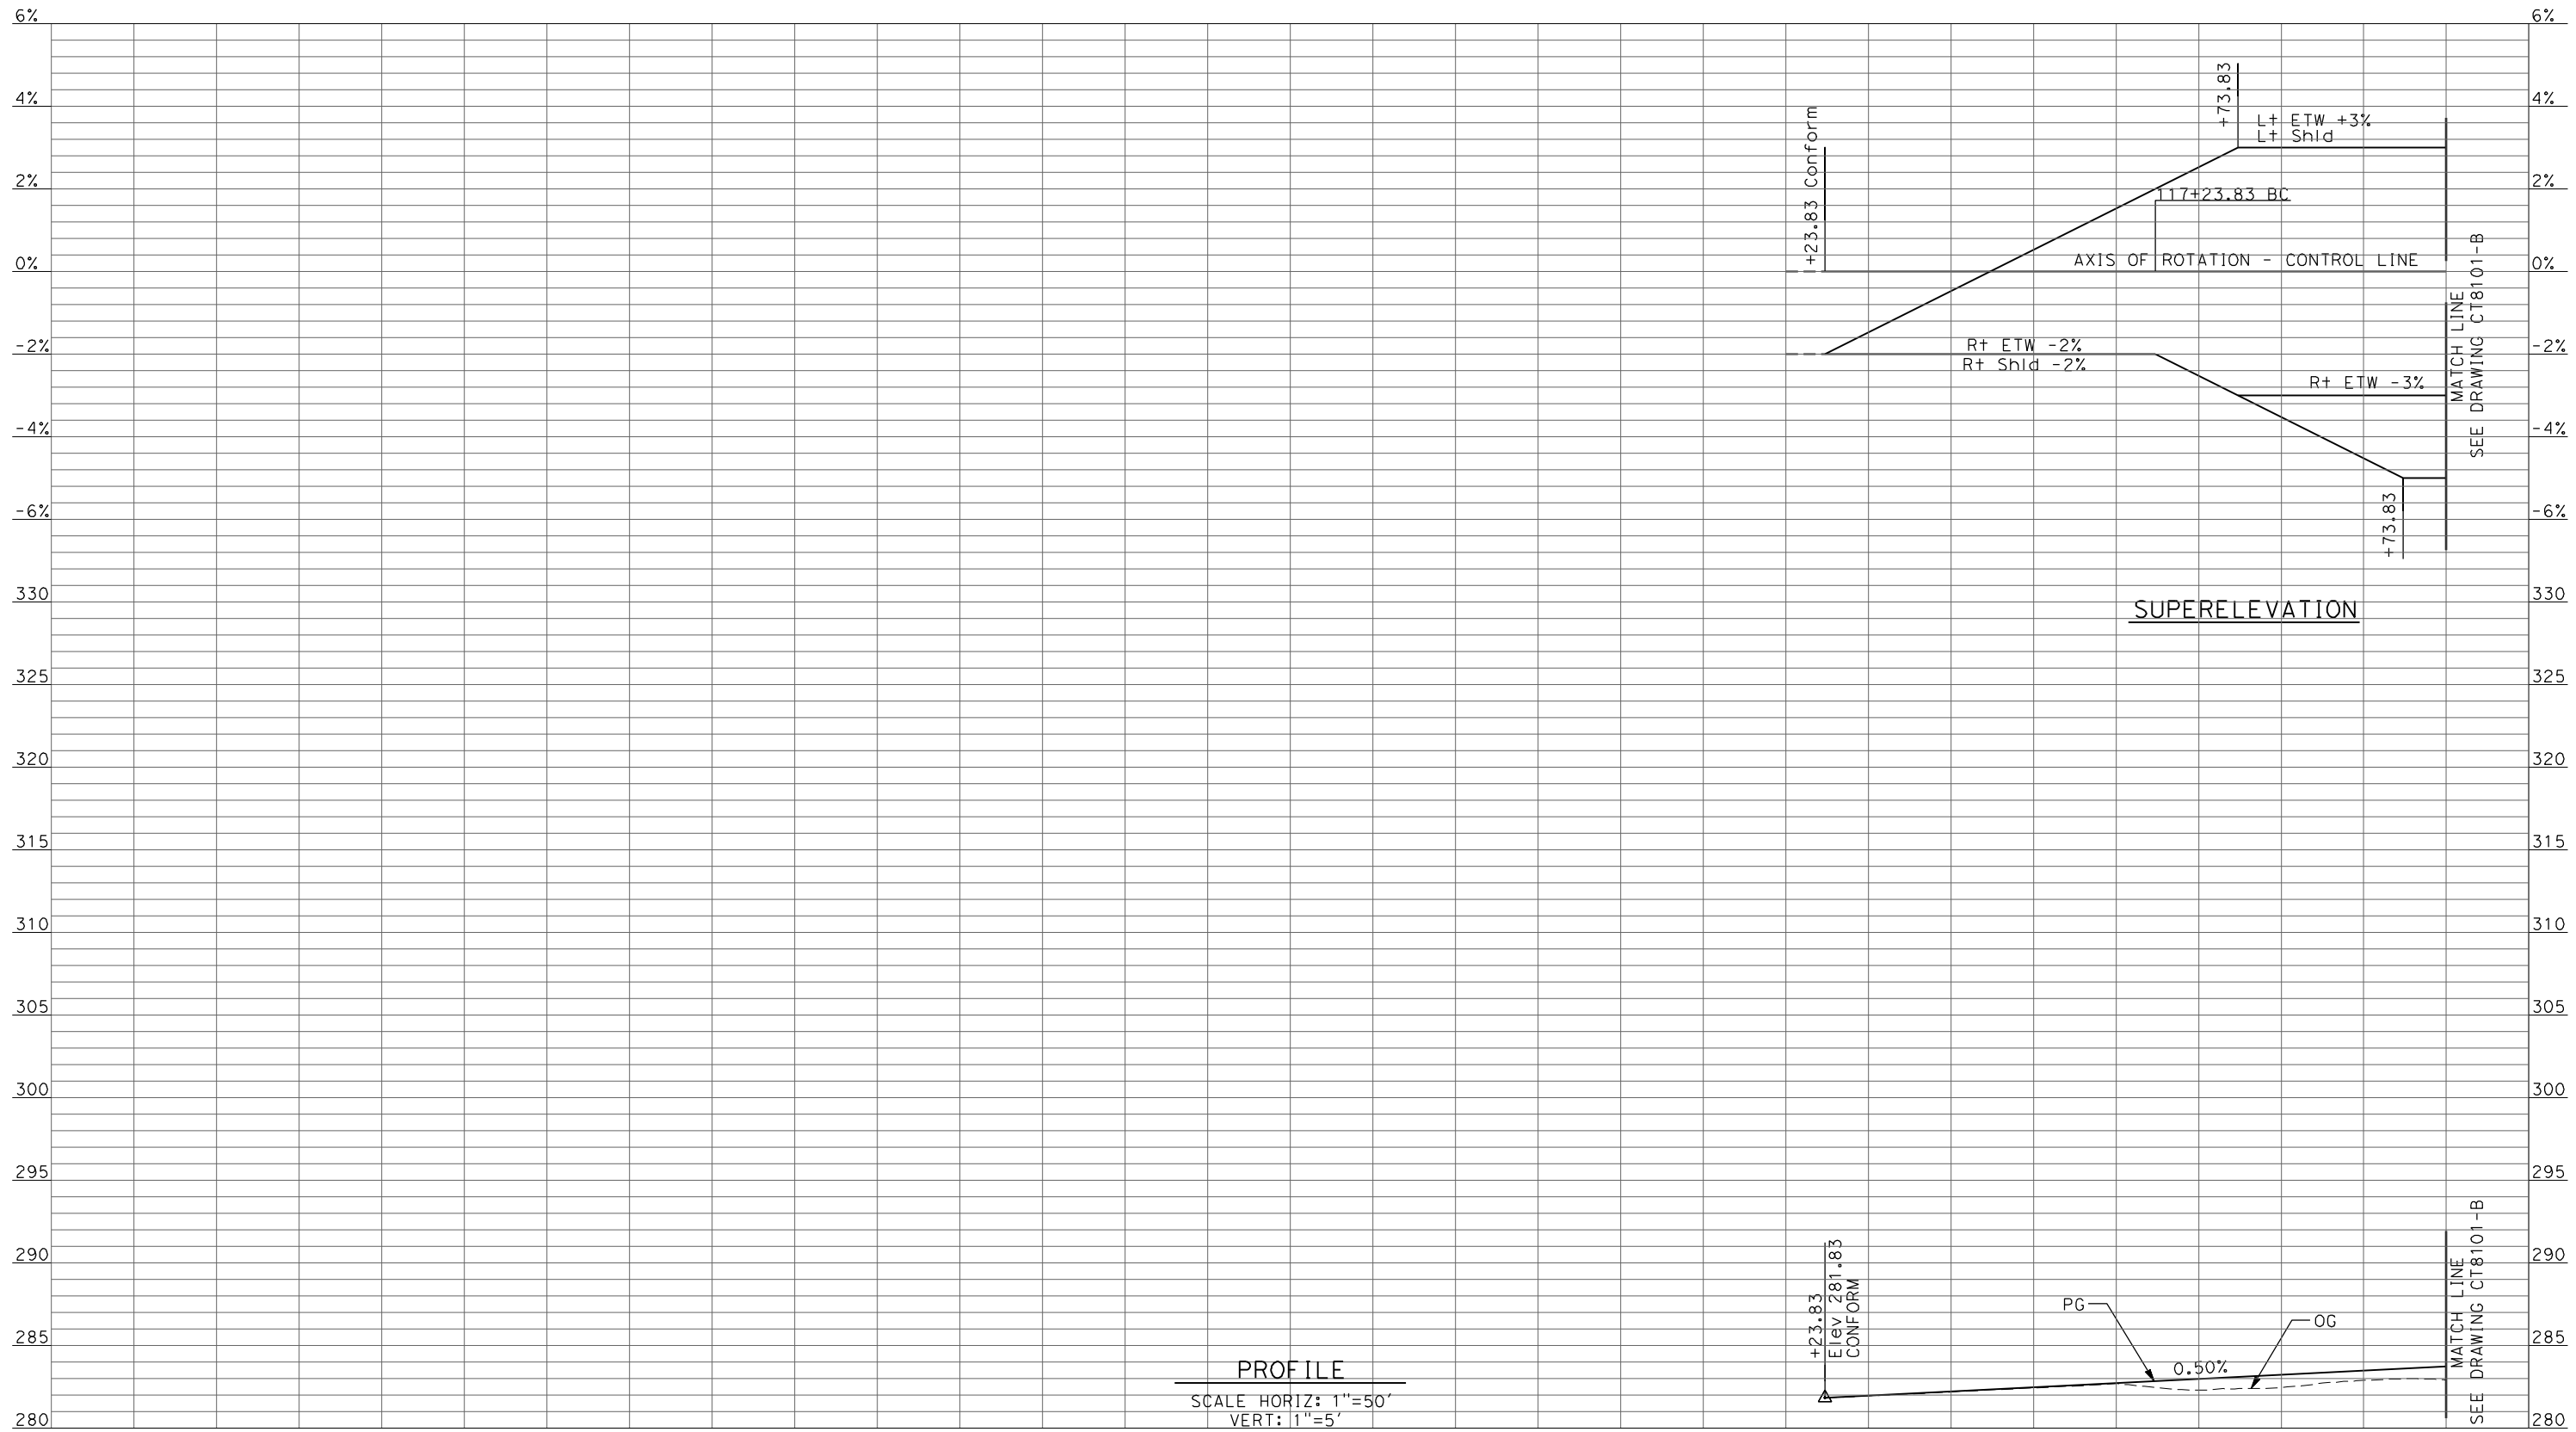 6%
6%
+73.83
4%
4%
+23.83 Conform
Lt ETW +3%
Lt Shld
2%
2%
117+23.83 BC
0%
0%
AXIS OF ROTATION - CONTROL LINE
MATCH LINE
SEE DRAWING CT8101-B
-2%
-2%
Rt ETW -2%
Rt Shld -2%
Rt ETW -3%
-4%
-4%
-6%
-6%
+73.83
330
330
SUPERELEVATION
325
325
320
320
315
315
310
310
305
305
300
300
295
295
290
290
+23.83
Elev 281.83
CONFORM
MATCH LINE
SEE DRAWING CT8101-B
PG
OG
285
285
0.50%
PROFILE
SCALE HORIZ: 1"=50'
VERT: 1"=5'
280
280